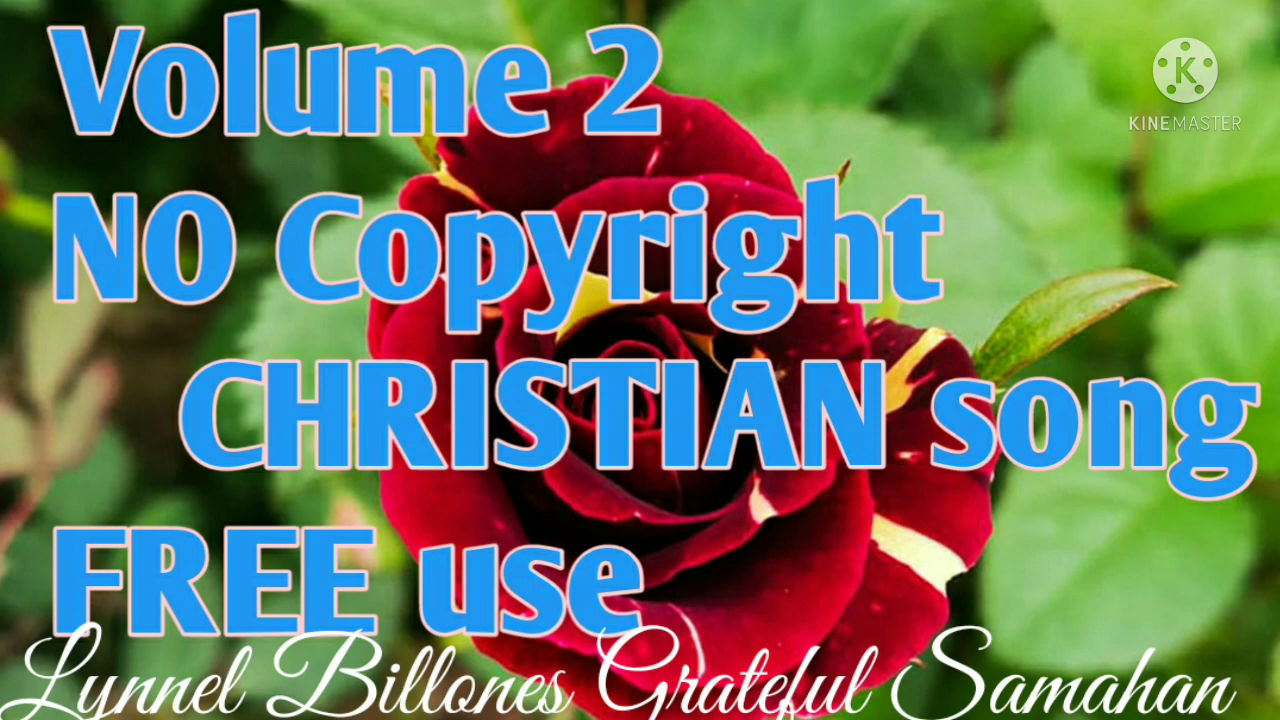 Volume 2
K
KINEMASTER
NO Copyright
CHRISTIAN song
FREE use
Lynnel Billones Grateful Samahan